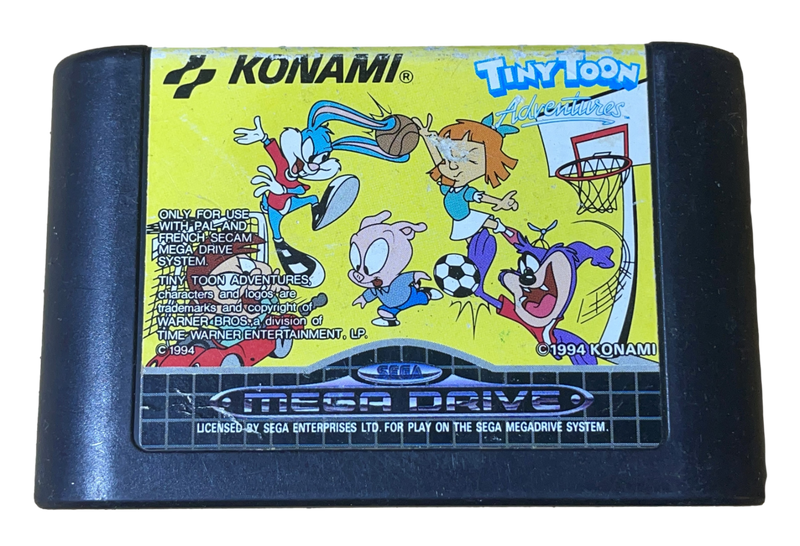 KONAMI®
TINY TOON
Adventures™
ONLY FOR USE
WITH PAL AND
FRENCH SECAM
MEGA DRIVE
SYSTEM.
TINY TOON ADVENTURES,
characters and logos are
trademarks and copyright of
WARNER BROS. a division of
TIME WARNER ENTERTAINMENT, LP.
C 1994
©1994 KONAMI
SEGA
MEGA DRIVE
LICENSED BY SEGA ENTERPRISES LTD. FOR PLAY ON THE SEGA MEGADRIVE SYSTEM.